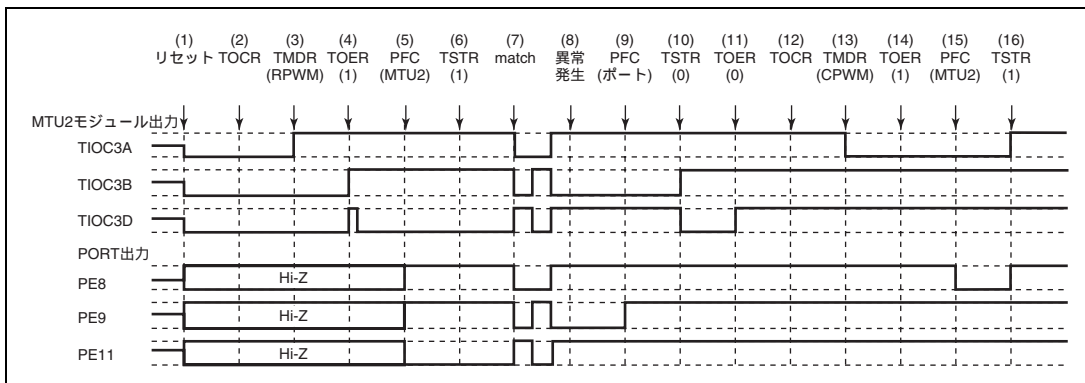 (1) (2) (3) (4) (5) (6) (7) (8) (9) (10) (11) (12) (13) (14) (15) (16)
リセット TOCR TMDR TOER PFC TSTR match 異常 PFC TSTR TOER TOCR TMDR TOER PFC TSTR
(RPWM) (1) (MTU2) (1) 発生 (ポート) (0) (0) (CPWM) (1) (MTU2) (1)
MTU2モジュール出力
TIOC3A
TIOC3B
TIOC3D
PORT出力
PE8 Hi-Z
PE9 Hi-Z
PE11 Hi-Z